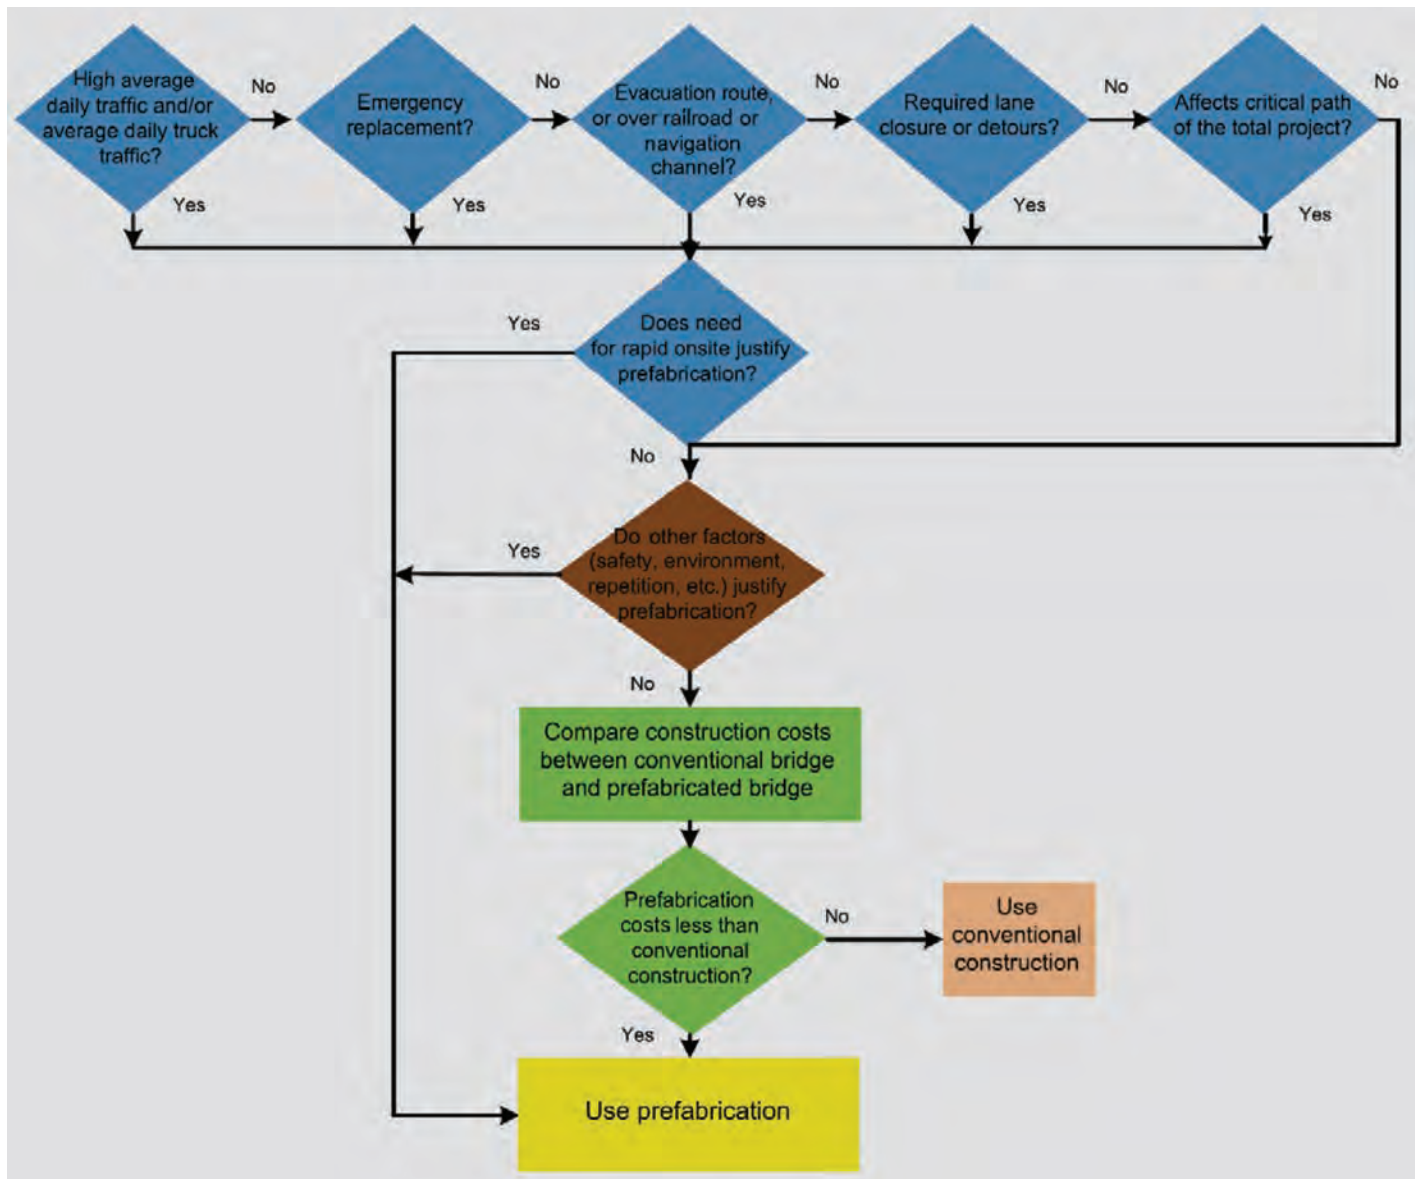 High average
daily traffic and/or
average daily truck
traffic?
No
Yes
Emergency
replacement?
No
Yes
Evacuation route,
or over railroad or
navigation
channel?
No
Yes
Required lane
closure or detours?
No
Yes
Affects critical path
of the total project?
No
Yes
Does need
for rapid onsite justify
prefabrication?
Yes
No
Do other factors
(safety, environment,
repetition, etc.) justify
prefabrication?
Yes
No
Compare construction costs
between conventional bridge
and prefabricated bridge
Prefabrication
costs less than
conventional
construction?
No
Use
conventional
construction
Yes
Use prefabrication